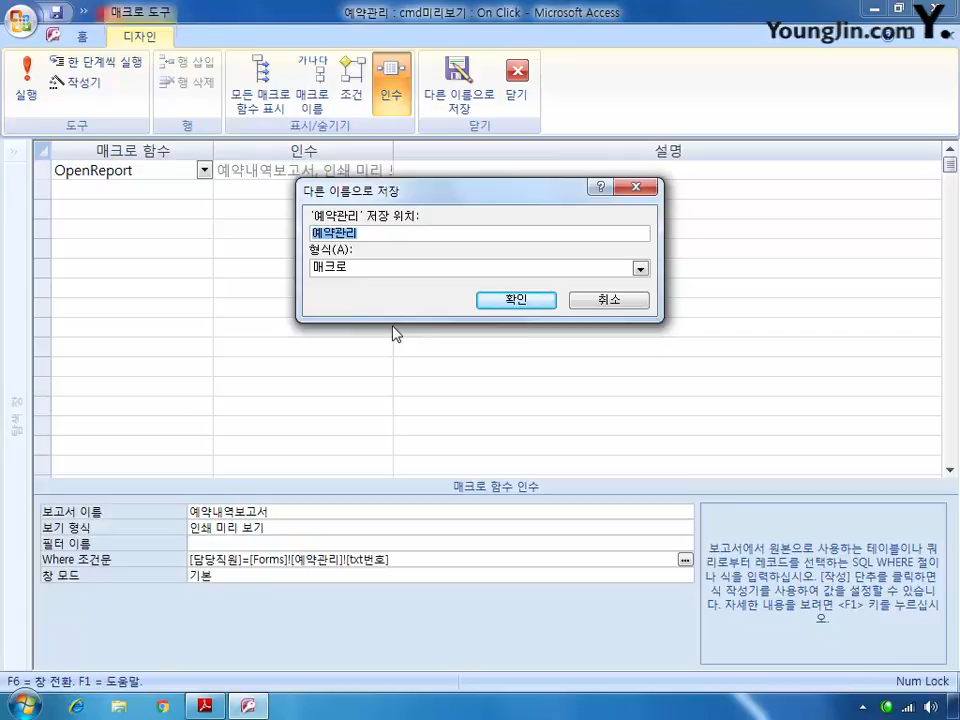 매크로 도구
예약관리 : cmd미리보기 : On Click - Microsoft Access
YoungJin.com Y.
홈
디자인
실행
한 단계씩 실행
작성기
도구
행 삽입
행 삭제
행
모든 매크로 함수 표시
매크로 이름
조건
인수
표시/숨기기
다른 이름으로 저장
닫기
닫기
매크로 함수
인수
설명
OpenReport
예약내역보고서, 인쇄 미리 보
다른 이름으로 저장
'예약관리' 저장 위치:
예약관리
형식(A):
매크로
확인
취소
탐색 창
매크로 함수 인수
보고서 이름
예약내역보고서
보기 형식
인쇄 미리 보기
필터 이름
Where 조건문
[담당직원]=[Forms]![예약관리]![txt번호]
창 모드
기본
보고서에서 원본으로 사용하는 테이블이나 쿼
리로부터 레코드를 선택하는 SQL WHERE 절이
나 식을 입력하십시오. [작성] 단추를 클릭하면
식 작성기를 사용하여 값을 설정할 수 있습니
다. 자세한 내용을 보려면 <F1> 키를 누르십시
오.
F6 = 창 전환. F1 = 도움말.
Num Lock